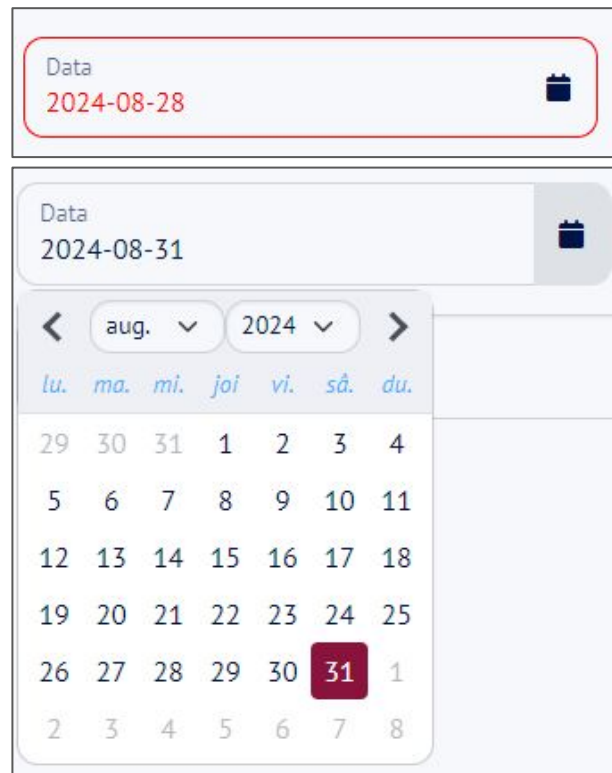 Data
2024-08-28
Data
2024-08-31
aug. 2024
lu. ma. mi. joi vi. sâ. du.
29 30 31 1 2 3 4
5 6 7 8 9 10 11
12 13 14 15 16 17 18
19 20 21 22 23 24 25
26 27 28 29 30 31 1
2 3 4 5 6 7 8